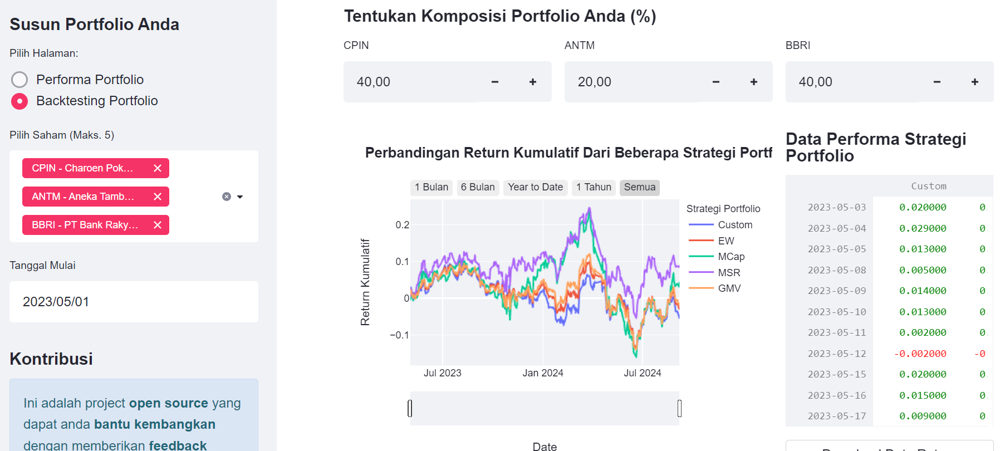 Susun Portfolio Anda
Pilih Halaman:
Performa Portfolio
Backtesting Portfolio
Pilih Saham (Maks. 5)
CPIN - Charoen Pok...
ANTM - Aneka Tamb...
BBRI - PT Bank Raky...
Tanggal Mulai
2023/05/01
Kontribusi
Ini adalah project open source yang
dapat anda bantu kembangkan
dengan memberikan feedback
Tentukan Komposisi Portfolio Anda (%)
CPIN ANTM BBRI
40,00 − + 20,00 − + 40,00 − +
Perbandingan Return Kumulatif Dari Beberapa Strategi Portf
1 Bulan 6 Bulan Year to Date 1 Tahun Semua
Return Kumulatif
0.2
0.1
0
−0.1
Jul 2023 Jan 2024 Jul 2024
Date
Strategi Portfolio
Custom
EW
MCap
MSR
GMV
Data Performa Strategi
Portfolio
Custom
2023-05-03 0.020000 0.
2023-05-04 0.029000 0.
2023-05-05 0.013000 0.
2023-05-08 0.005000 0.
2023-05-09 0.014000 0.
2023-05-10 0.013000 0.
2023-05-11 0.002000 0.
2023-05-12 -0.002000 -0
2023-05-15 0.020000 0.
2023-05-16 0.015000 0.
2023-05-17 0.009000 0.